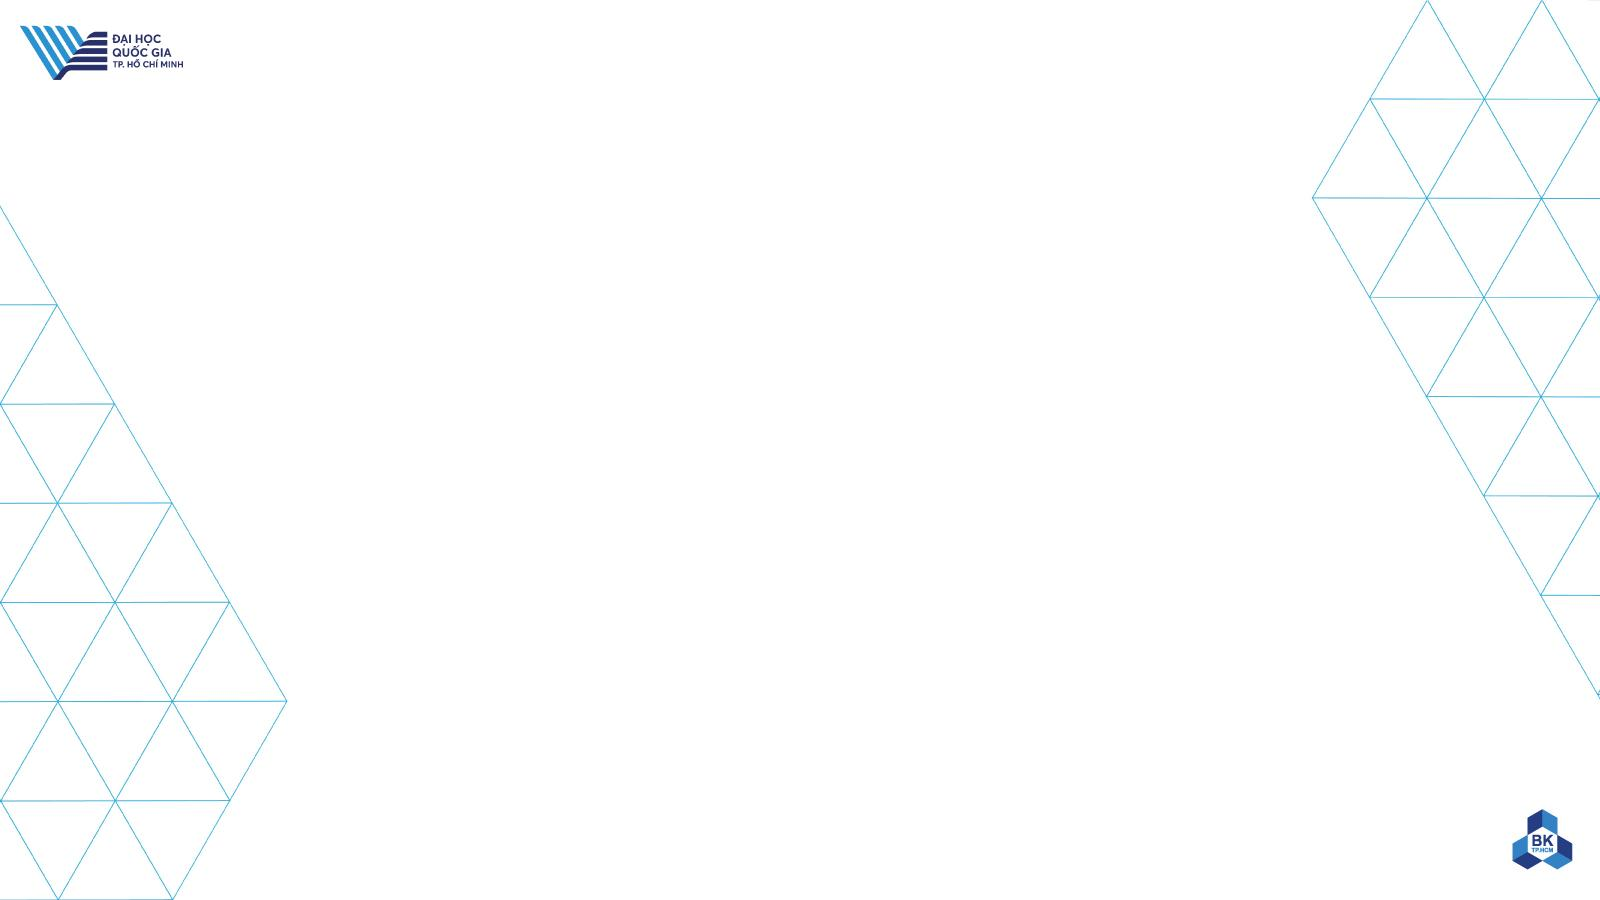 ĐẠI HỌC
QUỐC GIA
TP. HỒ CHÍ MINH
BK
TP.HCM